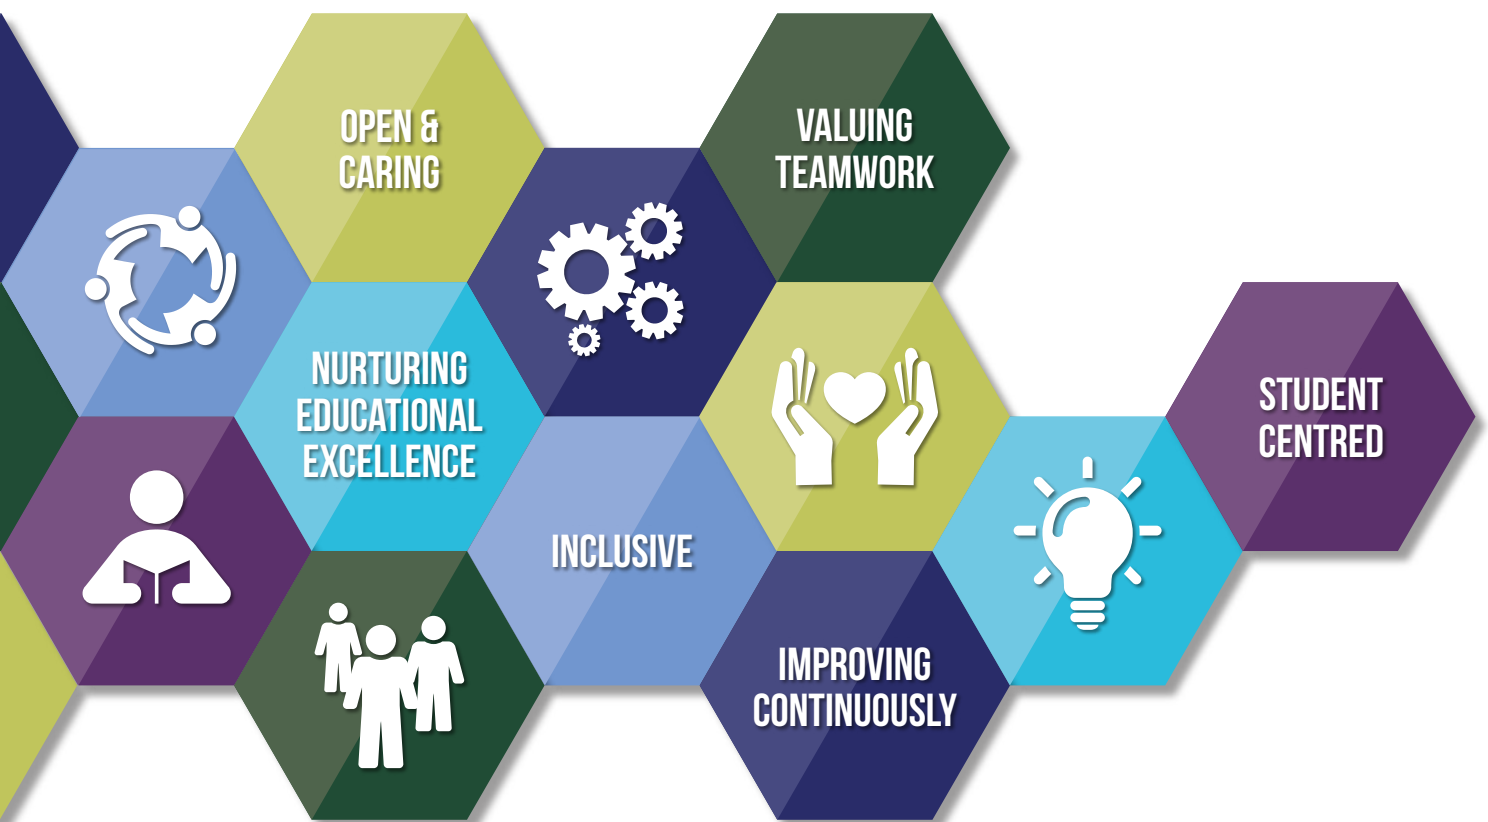 OPEN &
CARING
VALUING
TEAMWORK
NURTURING
EDUCATIONAL
EXCELLENCE
STUDENT
CENTRED
INCLUSIVE
IMPROVING
CONTINUOUSLY